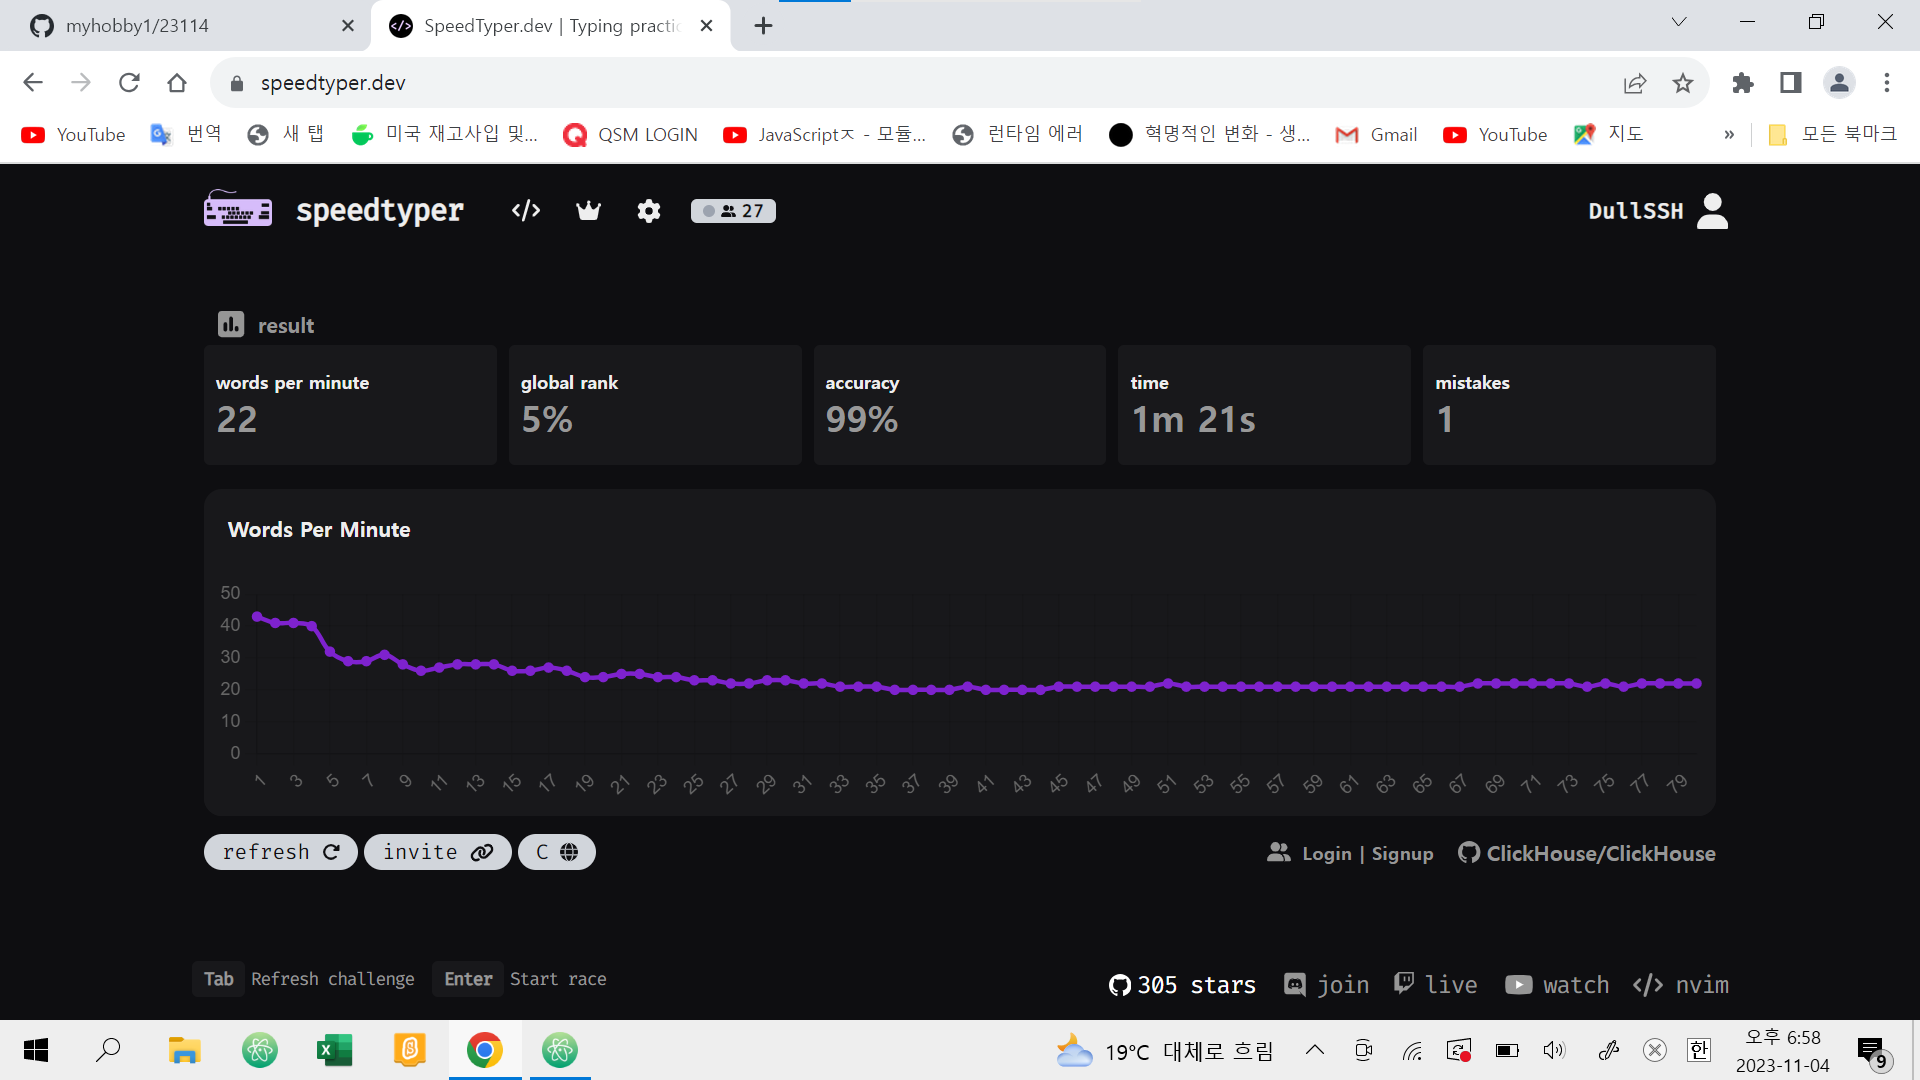 myhobby1/23114
SpeedTyper.dev | Typing practic
speedtyper.dev
YouTube 번역 새 탭 미국 재고사입 및... QSM LOGIN JavaScriptㅈ - 모듈... 런타임 에러 혁명적인 변화 - 생... Gmail YouTube 지도 » 모든 북마크
speedtyper </> 27 DullSSH
result
words per minute global rank accuracy time mistakes
22 5% 99% 1m 21s 1
Words Per Minute
50
40
30
20
10
0
1 3 5 7 9 11 13 15 17 19 21 23 25 27 29 31 33 35 37 39 41 43 45 47 49 51 53 55 57 59 61 63 65 67 69 71 73 75 77 79
refresh invite C Login | Signup ClickHouse/ClickHouse
Tab Refresh challenge Enter Start race
305 stars join live watch </> nvim
19°C 대체로 흐림 한 오후 6:58
2023-11-04 9